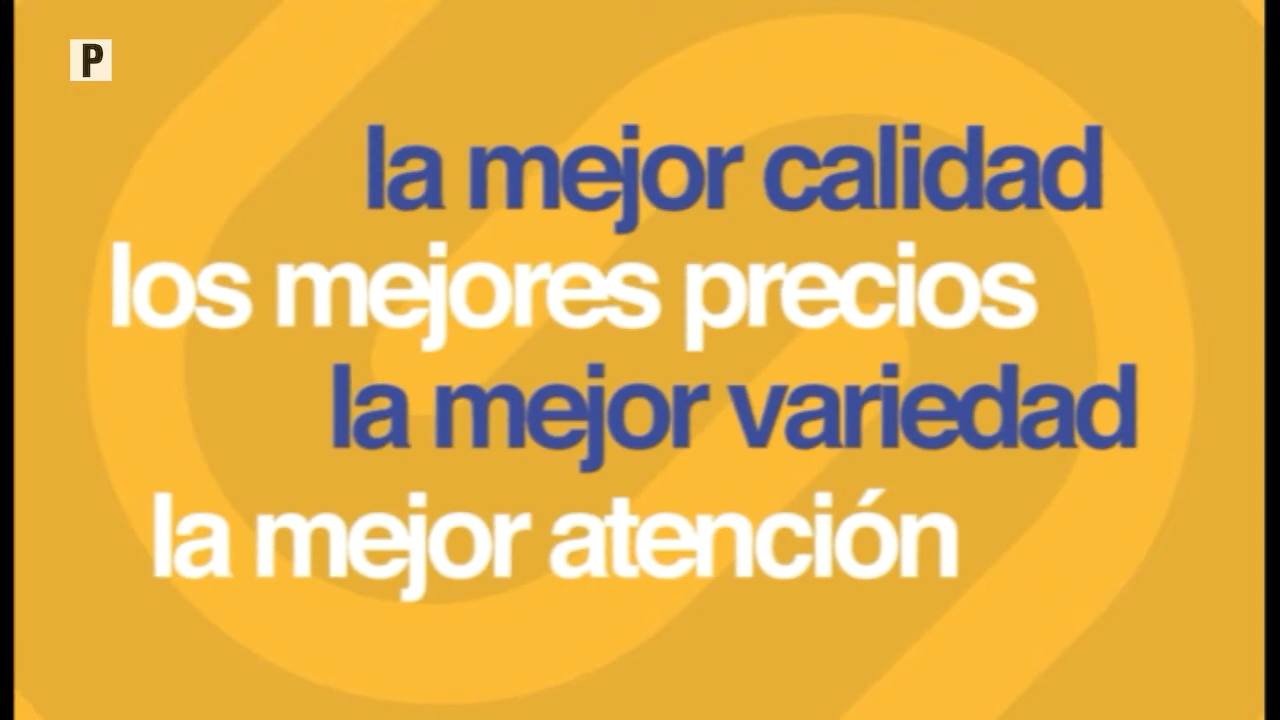 P
la mejor calidad
los mejores precios
la mejor variedad
la mejor atención